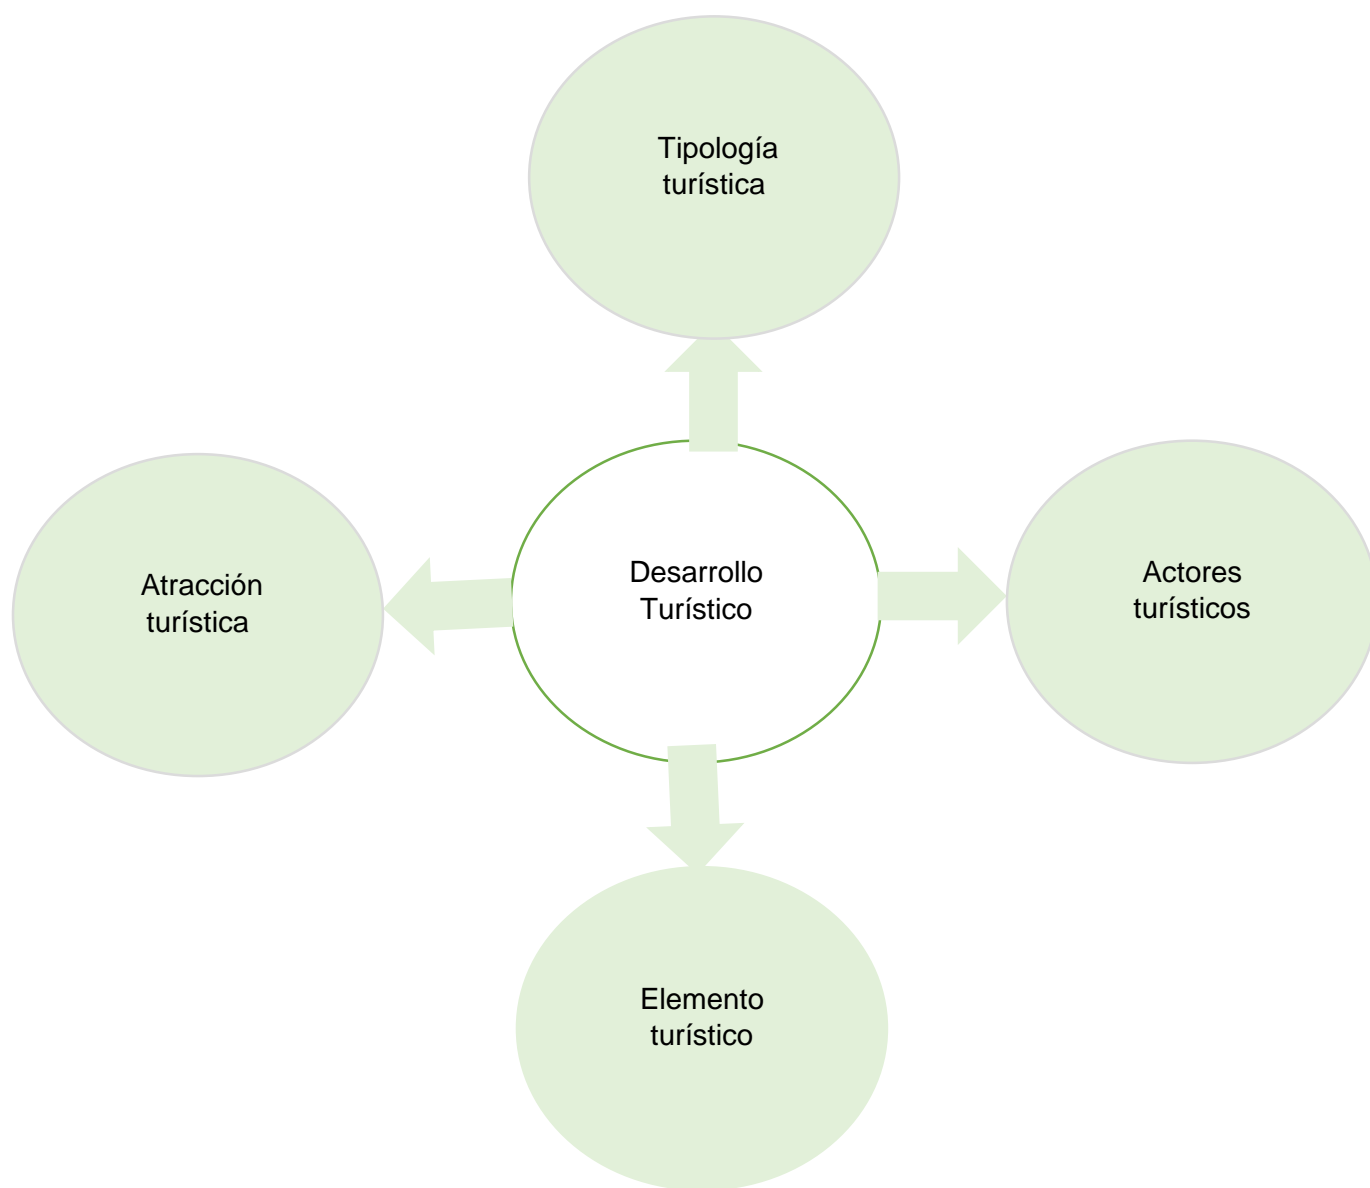 Tipología
turística
Atracción
turística
Desarrollo
Turístico
Actores
turísticos
Elemento
turístico